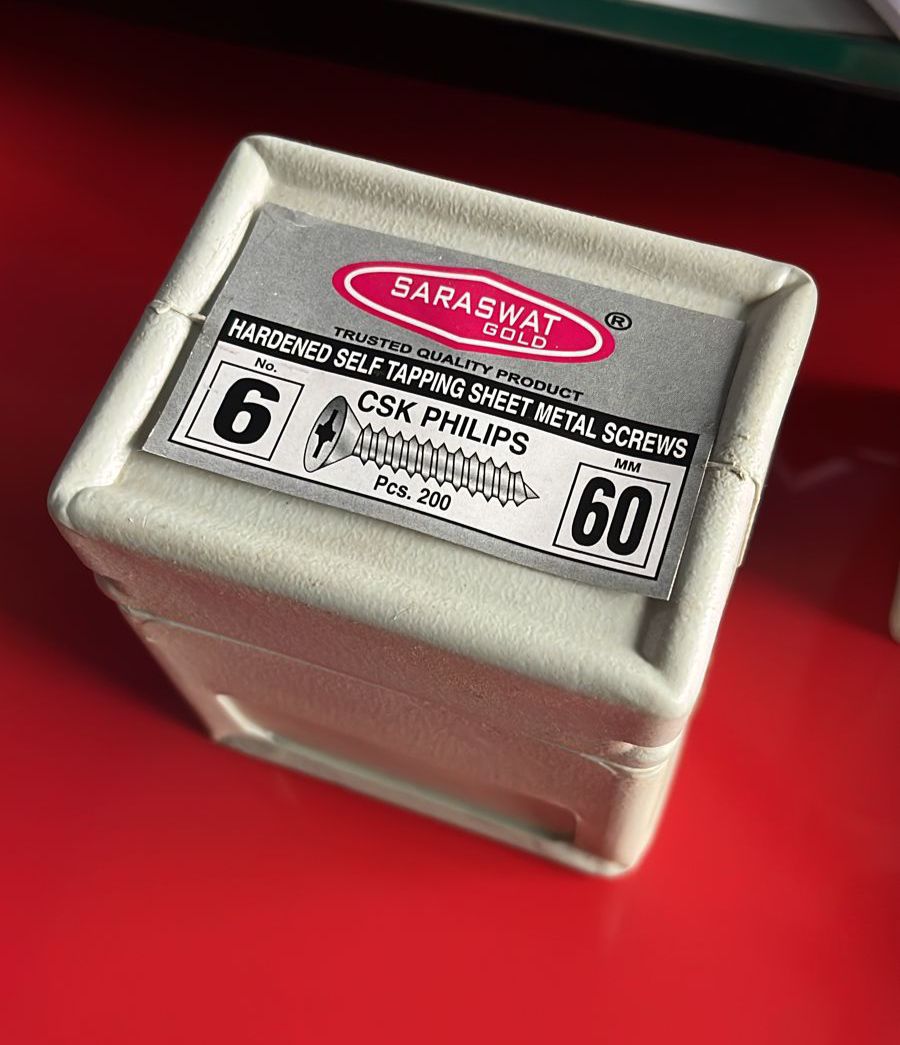 SARASWAT ®
GOLD
TRUSTED QUALITY PRODUCT
HARDENED SELF TAPPING SHEET METAL SCREWS
No.
6
CSK PHILIPS
Pcs. 200
MM
60